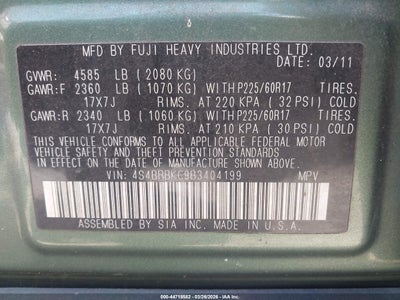 MFD. BY FUJI HEAVY INDUSTRIES LTD.
DATE: 03/11
GVWR: 4585 LB (2080 KG)
GAWR:F 2360 LB (1070 KG) WITH P225/60R17 TIRES.
17X7J RIMS. AT 220 KPA (32 PSI) COLD
GAWR:R 2340 LB (1060 KG) WITH P225/60R17 TIRES.
17X7J RIMS. AT 210 KPA (30 PSI) COLD
THIS VEHICLE CONFORMS TO ALL APPLICABLE FEDERAL MOTOR
VEHICLE SAFETY AND THEFT PREVENTION STANDARDS
IN EFFECT ON THE DATE OF MANUFACTURE SHOWN ABOVE.
VIN: 4S4BRBKC9B3404199 MPV
ASSEMBLED BY SIA INC. MADE IN U.S.A.
000-44718582 - 03/26/2026 - IAA Inc.